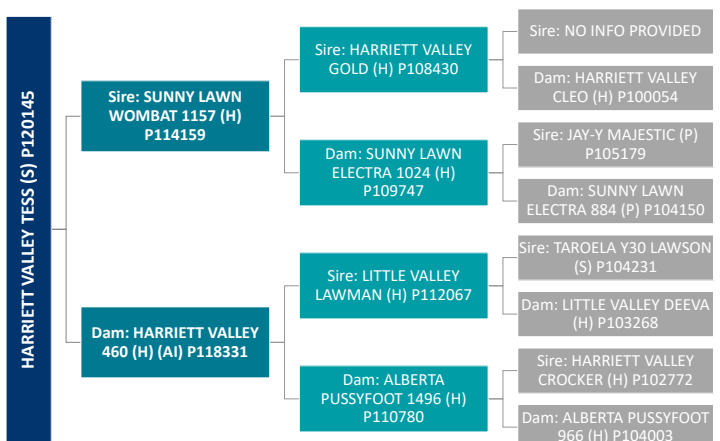 HARRIETT VALLEY TESS (S) P120145
Sire: SUNNY LAWN
WOMBAT 1157 (H)
P114159
Dam: HARRIETT VALLEY
460 (H) (AI) P118331
Sire: HARRIETT VALLEY
GOLD (H) P108430
Dam: SUNNY LAWN
ELECTRA 1024 (H)
P109747
Sire: LITTLE VALLEY
LAWMAN (H) P112067
Dam: ALBERTA
PUSSYFOOT 1496 (H)
P110780
Sire: NO INFO PROVIDED
Dam: HARRIETT VALLEY
CLEO (H) P100054
Sire: JAY-Y MAJESTIC (P)
P105179
Dam: SUNNY LAWN
ELECTRA 884 (P) P104150
Sire: TAROELA Y30 LAWSON
(S) P104231
Dam: LITTLE VALLEY DEEVA
(H) P103268
Sire: HARRIETT VALLEY
CROCKER (H) P102772
Dam: ALBERTA PUSSYFOOT
966 (H) P104003